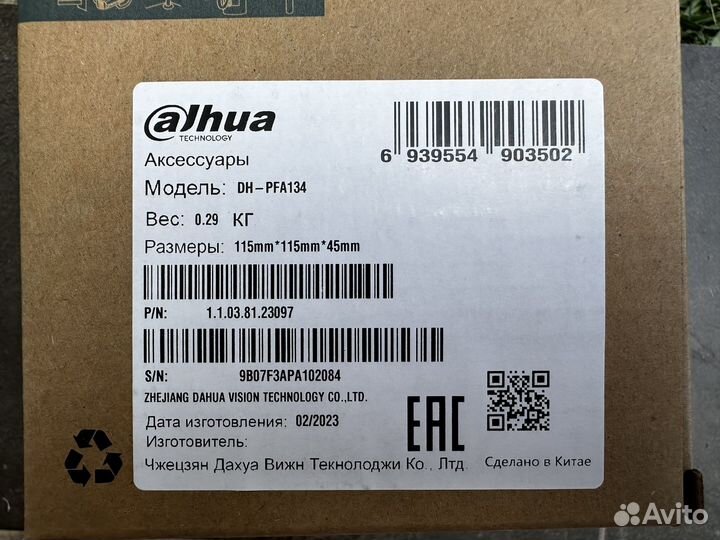 alhua
TECHNOLOGY
Аксессуары
6 939554 903502
Модель: DH-PFA134
Вес: 0.29 КГ
Размеры: 115mm*115mm*45mm
P/N: 1.1.03.81.23097
S/N: 9B07F3APA102084
ZHEJIANG DAHUA VISION TECHNOLOGY CO.,LTD.
Дата изготовления: 02/2023
Изготовитель:
Чжецзян Дахуа Вижн Текнолоджи Ко., Лтд.
EAC
Сделано в Китае
Avito